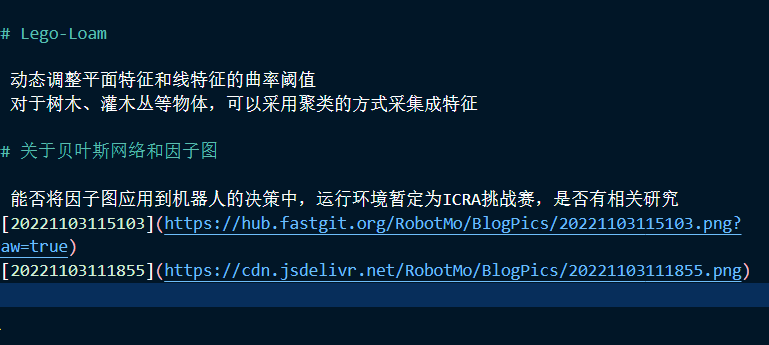 # Lego-Loam
动态调整平面特征和线特征的曲率阈值
对于树木、灌木丛等物体，可以采用聚类的方式采集成特征
# 关于贝叶斯网络和因子图
能否将因子图应用到机器人的决策中，运行环境暂定为ICRA挑战赛，是否有相关研究
[20221103115103](https://hub.fastgit.org/RobotMo/BlogPics/20221103115103.png?
aw=true)
[20221103111855](https://cdn.jsdelivr.net/RobotMo/BlogPics/20221103111855.png)